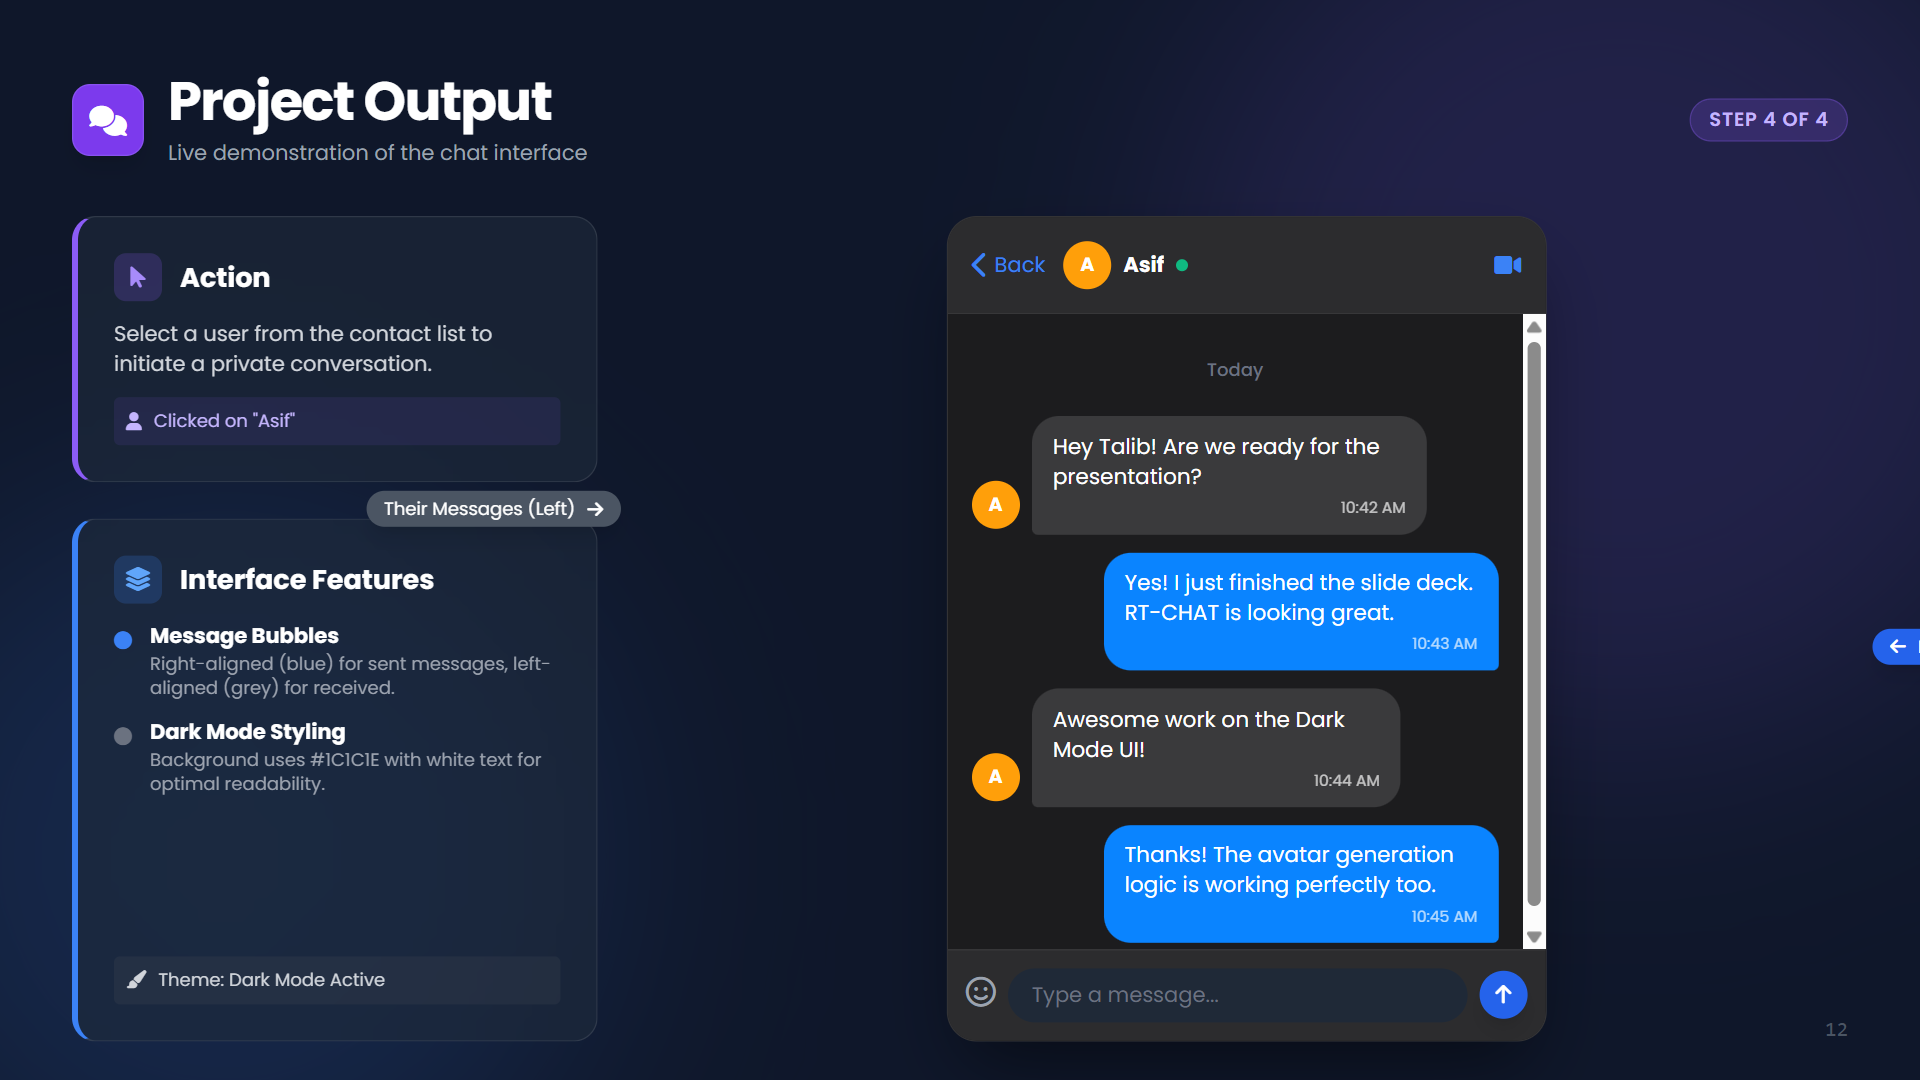 Project Output
Live demonstration of the chat interface
STEP 4 OF 4
Action
Select a user from the contact list to
initiate a private conversation.
Clicked on "Asif"
Their Messages (Left)
Interface Features
Message Bubbles
Right-aligned (blue) for sent messages, left-
aligned (grey) for received.
Dark Mode Styling
Background uses #1C1C1E with white text for
optimal readability.
Theme: Dark Mode Active
Back
A
Asif
Today
Hey Talib! Are we ready for the
presentation?
10:42 AM
A
Yes! I just finished the slide deck.
RT-CHAT is looking great.
10:43 AM
Awesome work on the Dark
Mode UI!
10:44 AM
A
Thanks! The avatar generation
logic is working perfectly too.
10:45 AM
Type a message...
12